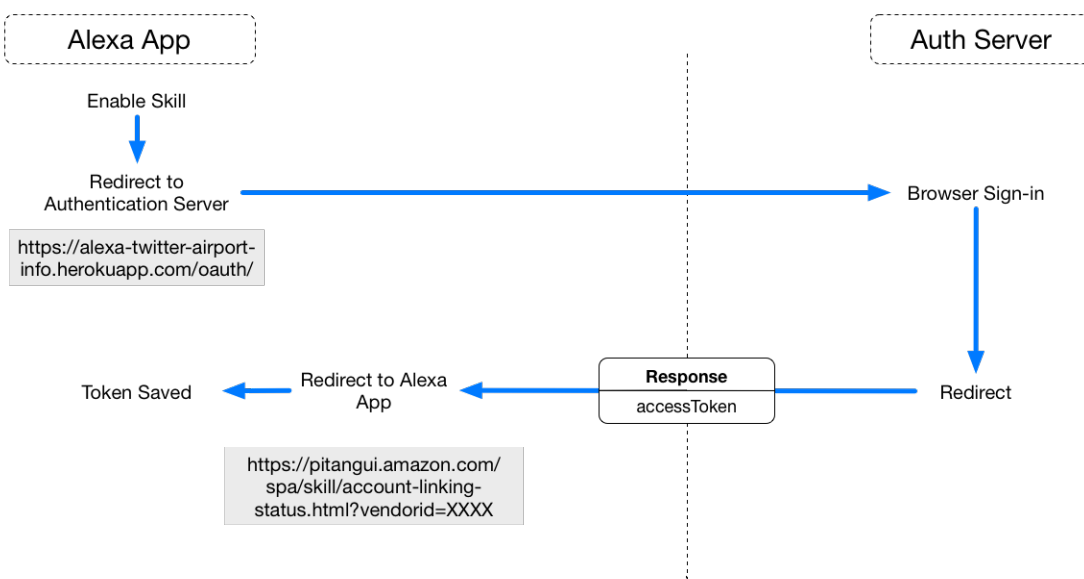 Alexa App
Auth Server
Enable Skill
Redirect to
Authentication Server
Browser Sign-in
https://alexa-twitter-airport-
info.herokuapp.com/oauth/
Token Saved
Redirect to Alexa
App
Response
accessToken
Redirect
https://pitangui.amazon.com/
spa/skill/account-linking-
status.html?vendorid=XXXX